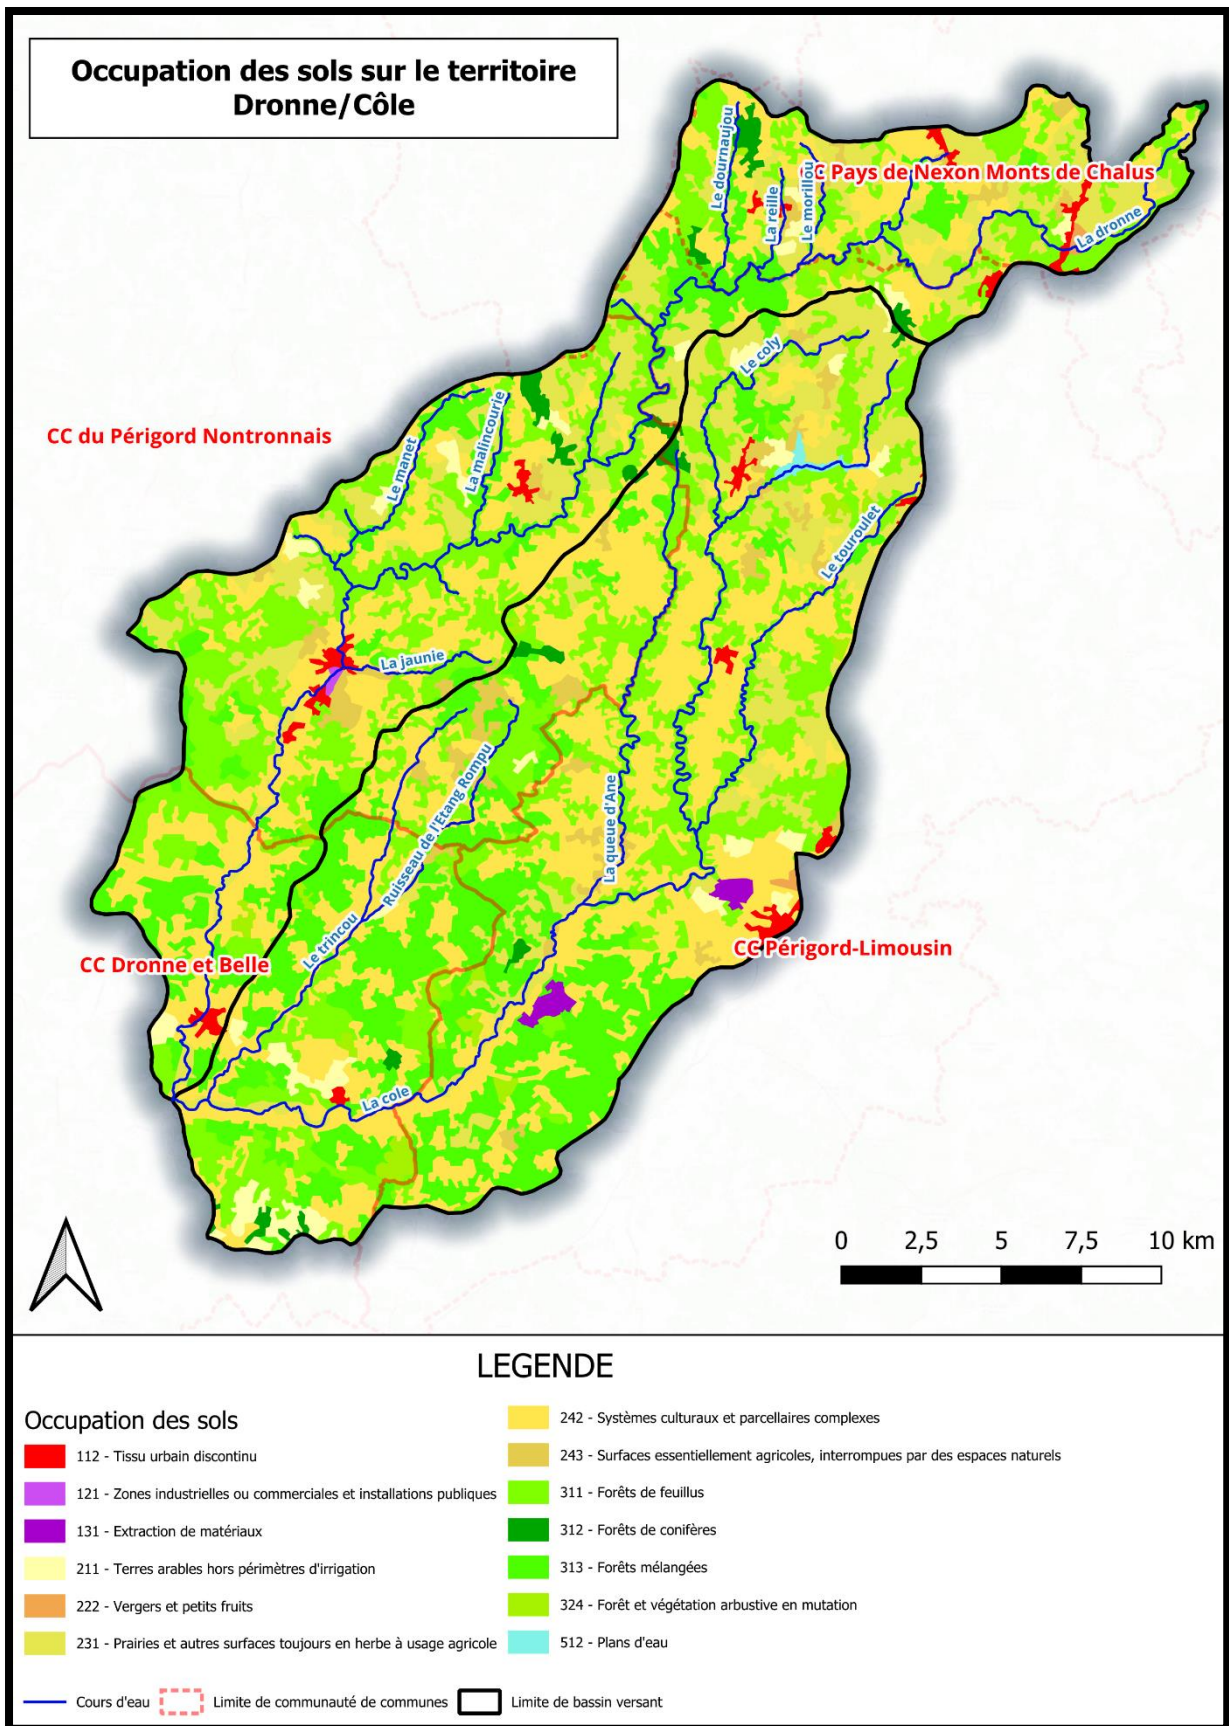 Occupation des sols sur le territoire
Dronne/Côle
Le dournaujou
La reille
Le morillou
CC Pays de Nexon Monts de Chalus
La dronne
Le coly
CC du Périgord Nontronnais
Le manet
La malincourie
Le touroulet
La jaunie
Ruisseau de l'Etang Rompu
La queue d'Ane
Le trincou
CC Périgord-Limousin
CC Dronne et Belle
La cole
0 2,5 5 7,5 10 km
LEGENDE
Occupation des sols
112 - Tissu urbain discontinu
121 - Zones industrielles ou commerciales et installations publiques
131 - Extraction de matériaux
211 - Terres arables hors périmètres d'irrigation
222 - Vergers et petits fruits
231 - Prairies et autres surfaces toujours en herbe à usage agricole
242 - Systèmes culturaux et parcellaires complexes
243 - Surfaces essentiellement agricoles, interrompues par des espaces naturels
311 - Forêts de feuillus
312 - Forêts de conifères
313 - Forêts mélangées
324 - Forêt et végétation arbustive en mutation
512 - Plans d'eau
Cours d'eau
Limite de communauté de communes
Limite de bassin versant